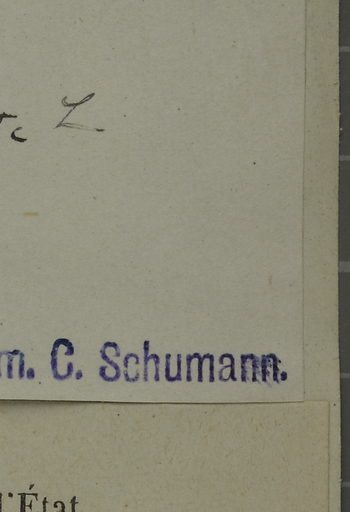 L
m. C. Schumann.
l'État